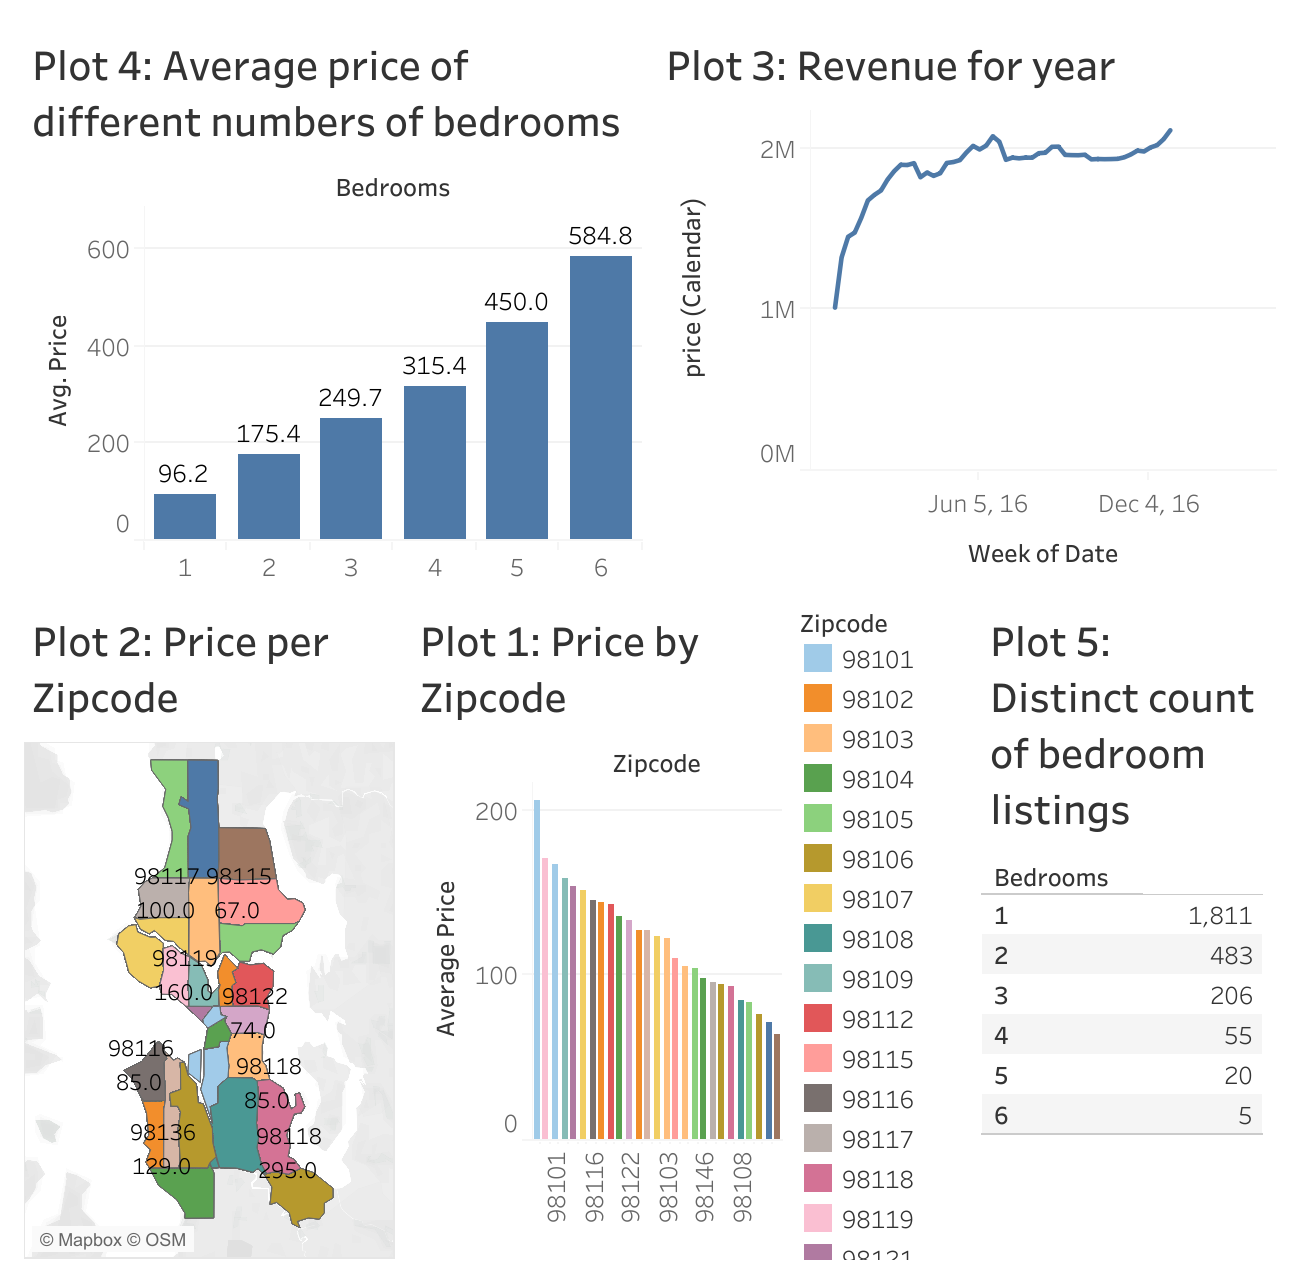 Plot 4: Average price of
different numbers of bedrooms
Bedrooms
Avg. Price
600
400
200
0
96.2
175.4
249.7
315.4
450.0
584.8
1
2
3
4
5
6
Plot 3: Revenue for year
price (Calendar)
2M
1M
0M
Jun 5, 16
Dec 4, 16
Week of Date
Plot 2: Price per
Zipcode
98117
98115
100.0
67.0
98119
160.0
98122
74.0
98116
85.0
98118
85.0
98136
129.0
98118
295.0
© Mapbox © OSM
Plot 1: Price by
Zipcode
Zipcode
Average Price
200
100
0
98101
98116
98122
98103
98146
98108
Zipcode
98101
98102
98103
98104
98105
98106
98107
98108
98109
98112
98115
98116
98117
98118
98119
98121
Plot 5:
Distinct count
of bedroom
listings
Bedrooms
1 1,811
2 483
3 206
4 55
5 20
6 5